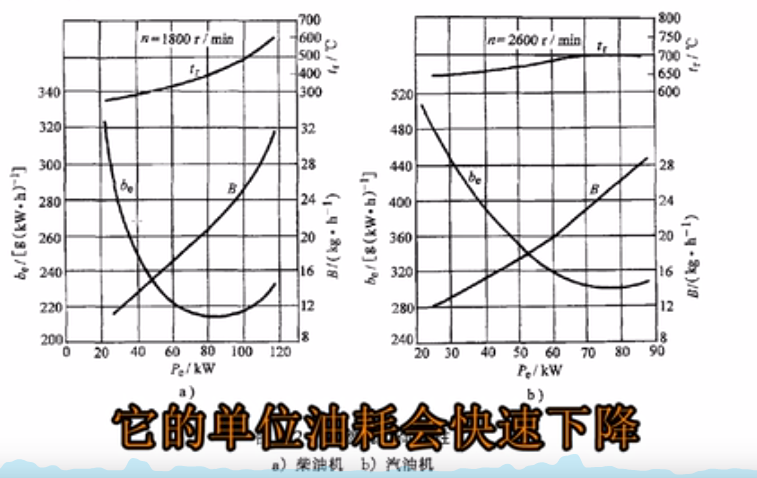 n=1800 r/min
t_r
b_e
B
340
320
300
280
260
240
220
200
b_e/[g(kW·h)⁻¹]
700
600
500
400
300
t_r/℃
32
28
24
20
16
12
8
B/(kg·h⁻¹)
0 20 40 60 80 100 120
P_e/kW
a)
n=2600 r/min
t_r
b_e
B
520
480
440
400
360
320
280
240
b_e/[g(kW·h)⁻¹]
800
750
700
650
600
t_r/℃
28
24
20
16
12
8
B/(kg·h⁻¹)
20 30 40 50 60 70 80 90
P_e/kW
b)
它的单位油耗会快速下降
a) 柴油机 b) 汽油机